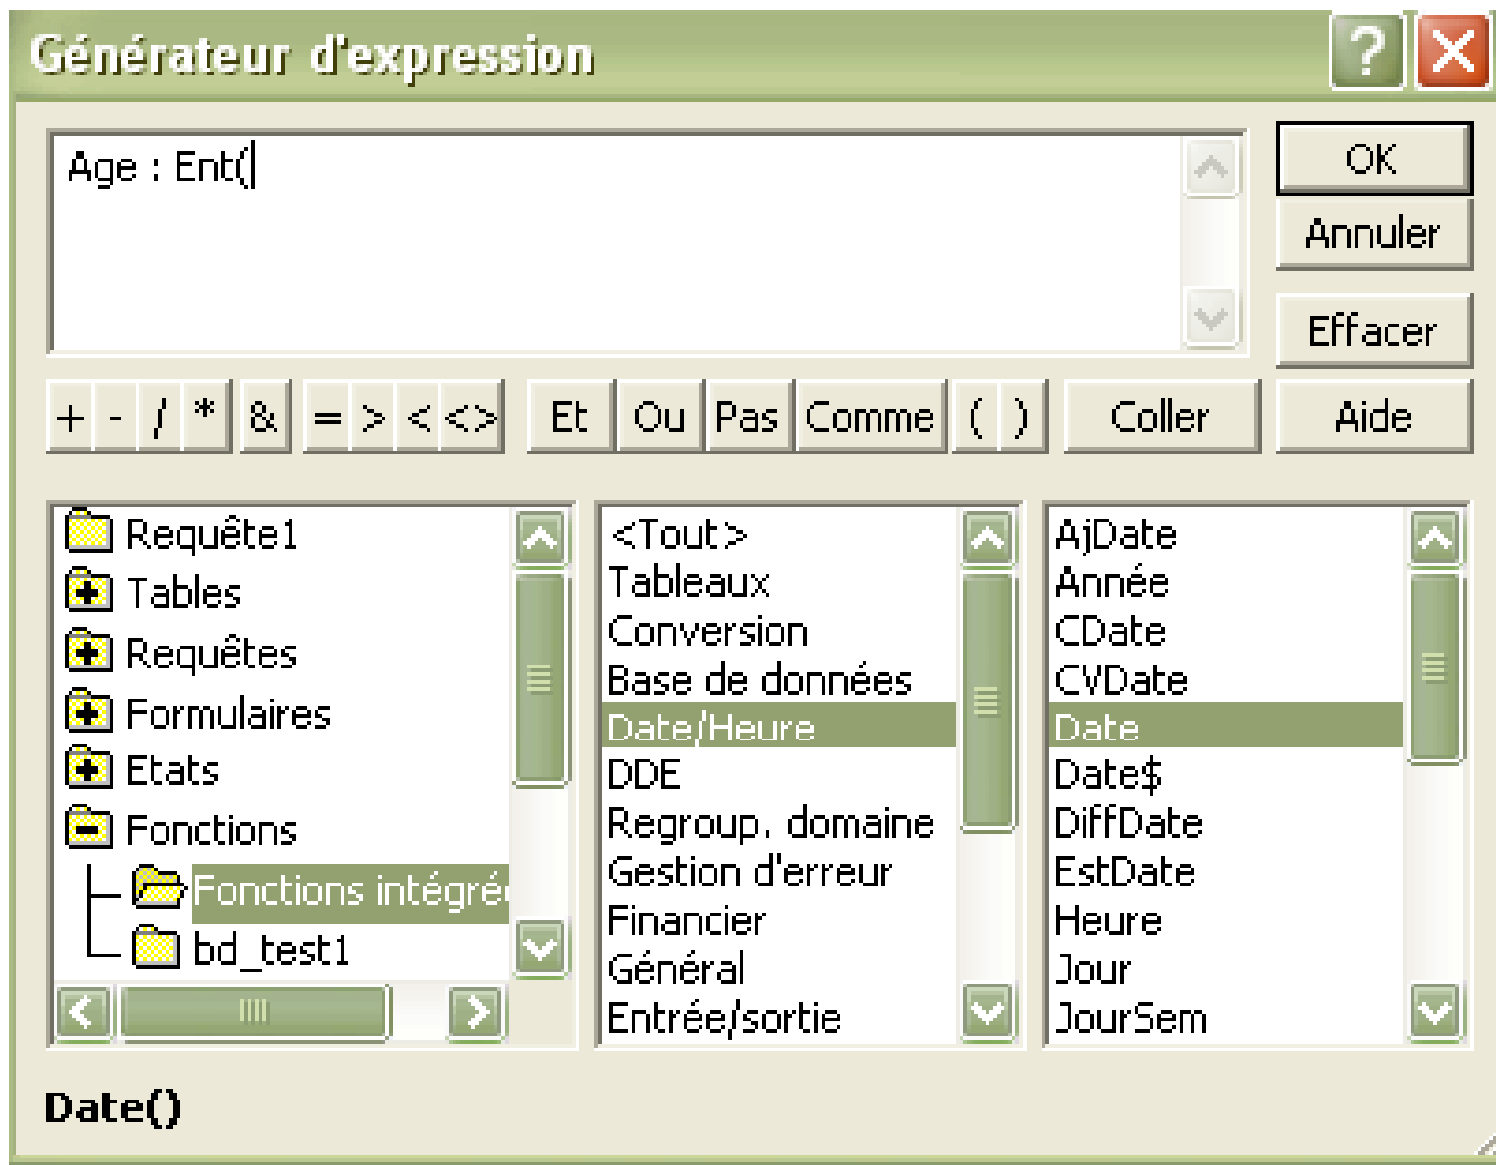 Générateur d'expression
Age : Ent(
OK
Annuler
Effacer
+ - / * & = > < <> Et Ou Pas Comme ( ) Coller Aide
Requête1
Tables
Requêtes
Formulaires
Etats
Fonctions
Fonctions intégré
bd_test1
<Tout>
Tableaux
Conversion
Base de données
Date/Heure
DDE
Regroup. domaine
Gestion d'erreur
Financier
Général
Entrée/sortie
AjDate
Année
CDate
CVDate
Date
Date$
DiffDate
EstDate
Heure
Jour
JourSem
Date()